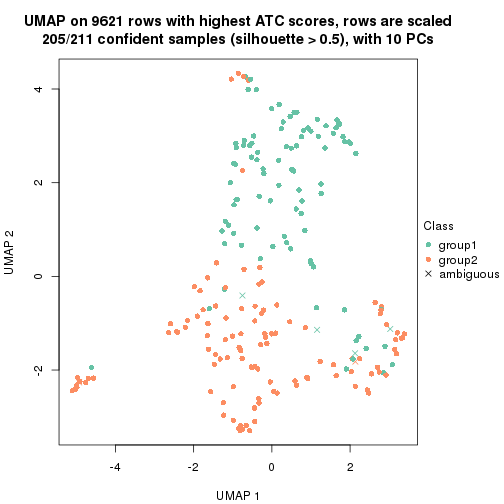 UMAP on 9621 rows with highest ATC scores, rows are scaled
205/211 confident samples (silhouette > 0.5), with 10 PCs
4
2
0
-2
UMAP 2
-4
-2
0
2
UMAP 1
Class
group1
group2
ambiguous